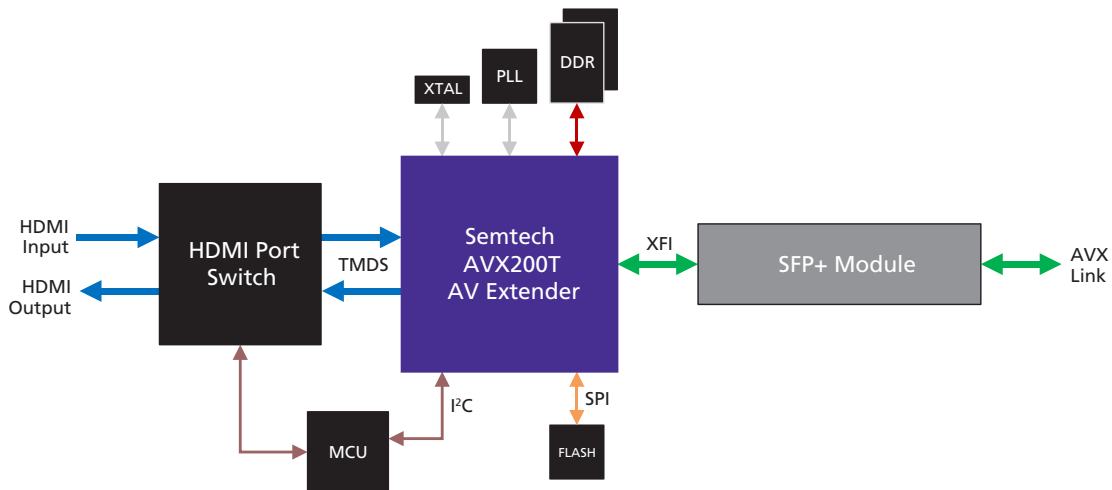 XTAL
PLL
DDR
HDMI
Input
HDMI
Output
HDMI Port
Switch
TMDS
Semtech
AVX200T
AV Extender
XFI
SFP+ Module
AVX
Link
I²C
SPI
MCU
FLASH